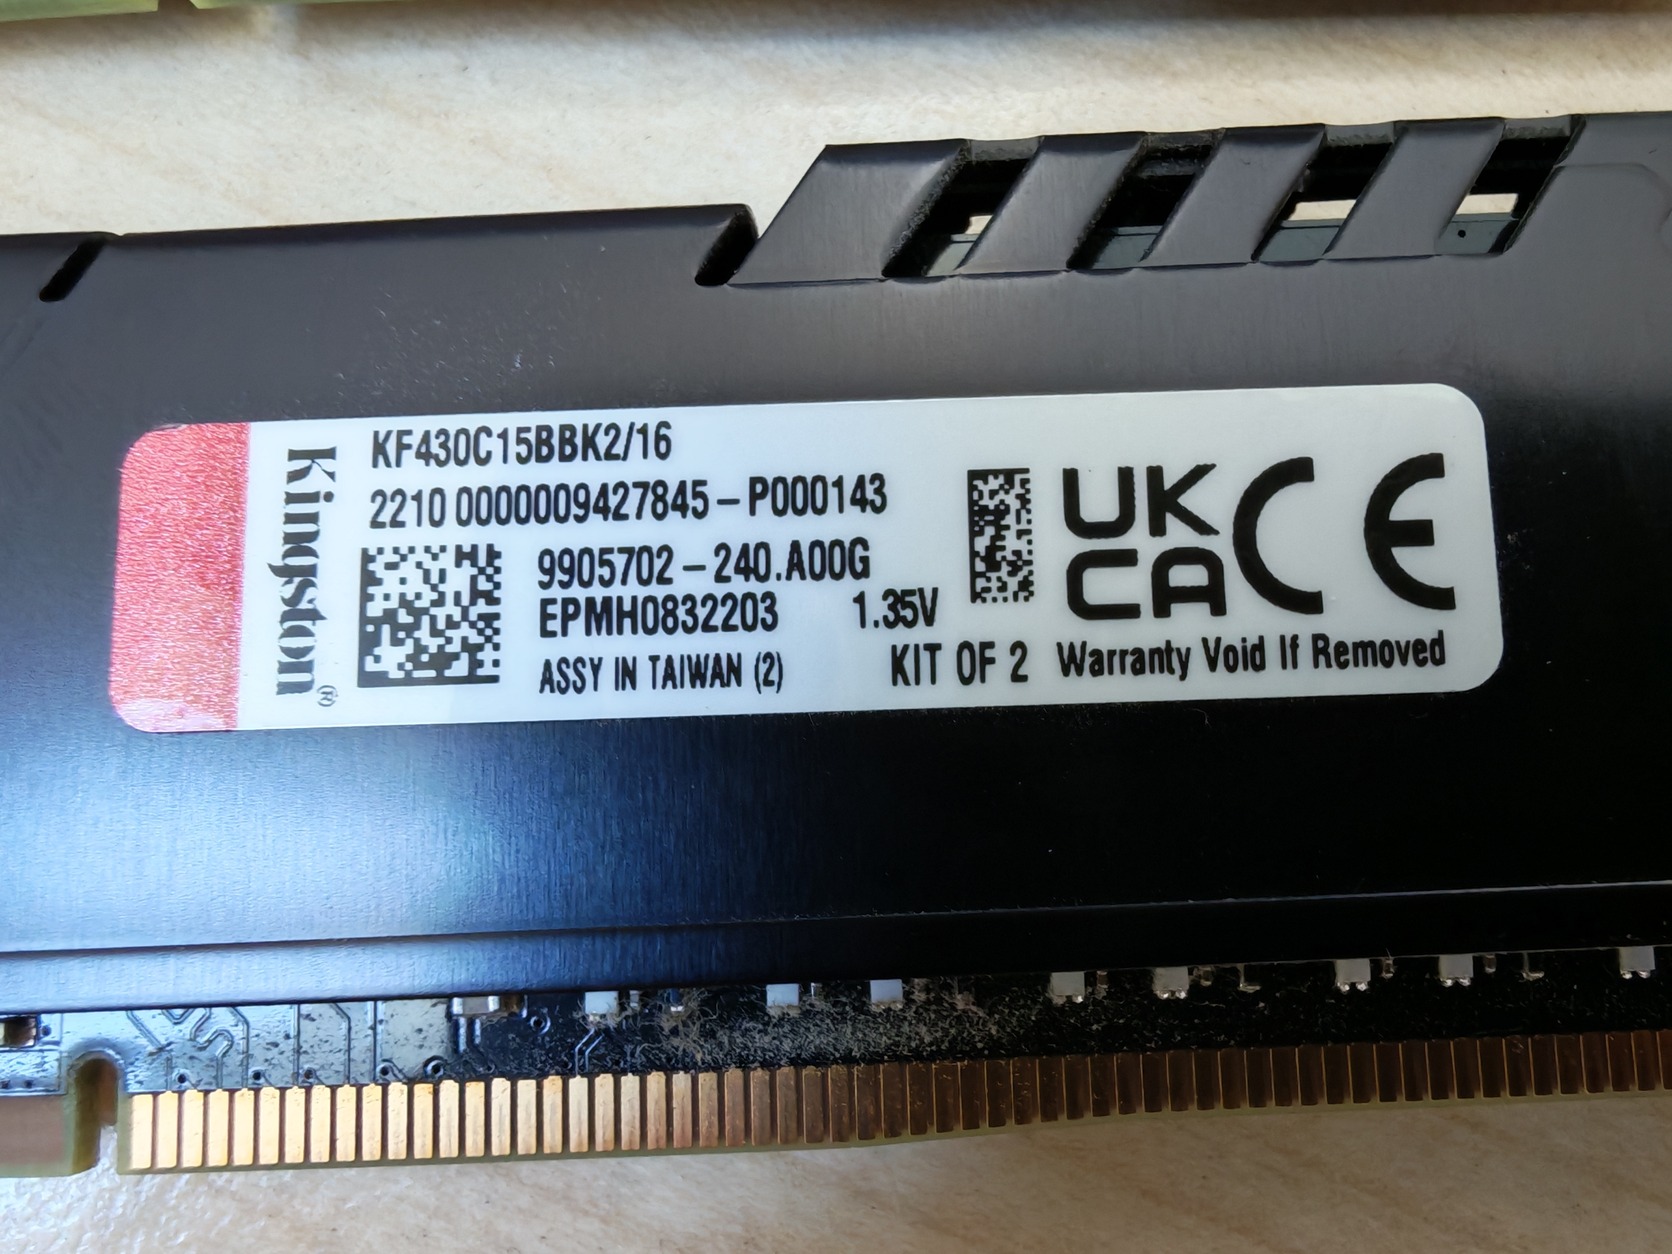 Kingston®
KF430C15BBK2/16
2210 0000009427845-P000143
9905702-240.A00G
EPMH0832203 1.35V
ASSY IN TAIWAN (2) KIT OF 2 Warranty Void If Removed
UK
CA
CE